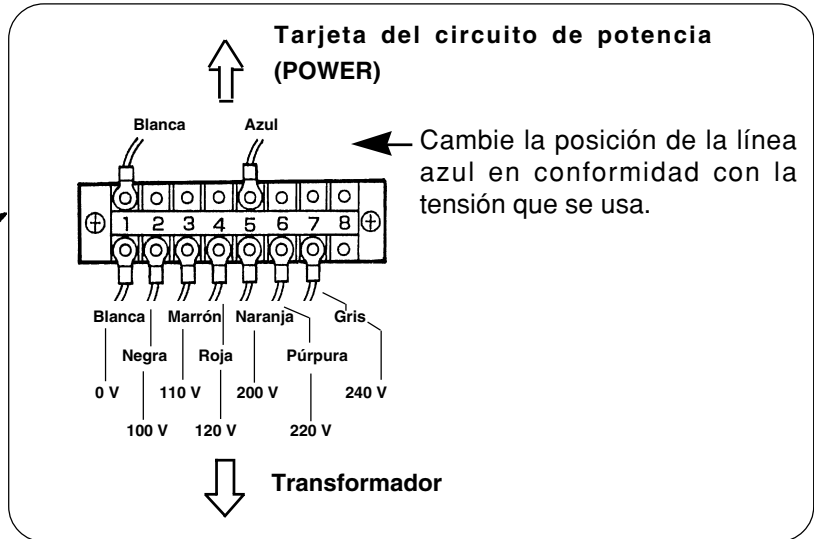 Tarjeta del circuito de potencia
(POWER)
Blanca Azul
Cambie la posición de la línea
azul en conformidad con la
tensión que se usa.
1 2 3 4 5 6 7 8
Blanca Marrón Naranja Gris
Negra Roja Púrpura
0 V 110 V 200 V 240 V
100 V 120 V 220 V
Transformador